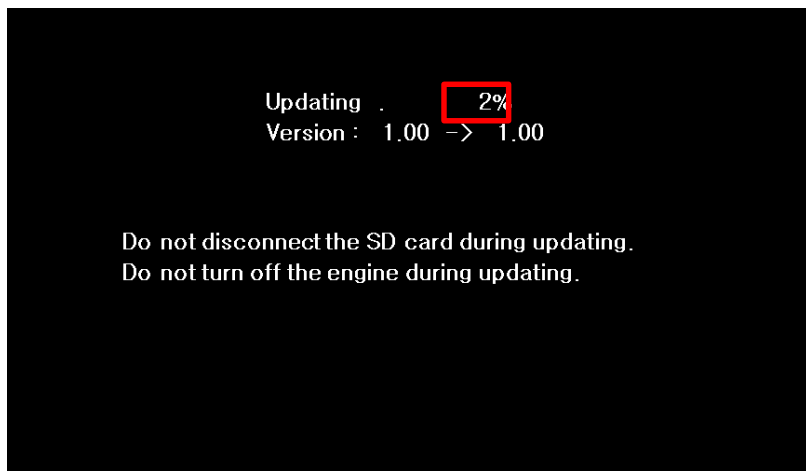 Updating . 2%
Version : 1.00 -> 1.00
Do not disconnect the SD card during updating.
Do not turn off the engine during updating.